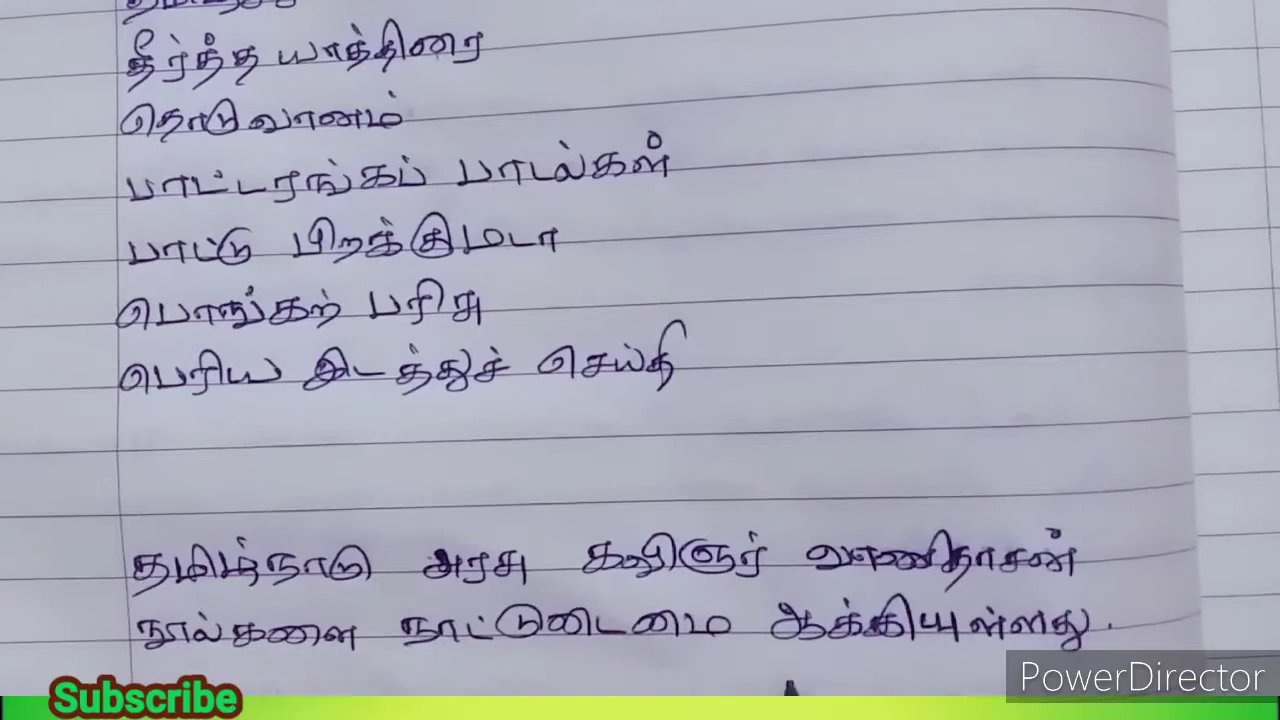 தீர்த்த யாத்திரை
தொடுவானம்
பாட்டரங்கப் பாடல்கள்
பாட்டு பிறக்குமடா
பொங்கற் பரிசு
பெரிய இடத்துச் செய்தி
தமிழ்நாடு அரசு கவிஞர் வாணிதாசன்
நூல்களை நாட்டுடைமை ஆக்கியுள்ளது.
PowerDirector
Subscribe